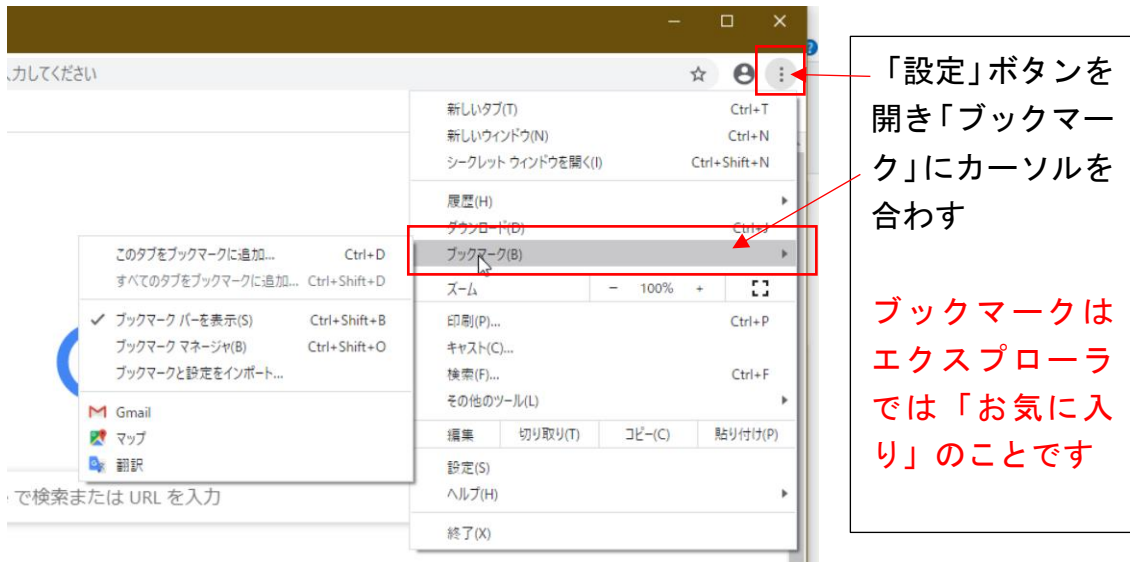 入力してください
新しいタブ(T) Ctrl+T
新しいウィンドウ(N) Ctrl+N
シークレット ウィンドウを開く(I) Ctrl+Shift+N
履歴(H)
ダウンロード(D) Ctrl+J
ブックマーク(B)
ズーム － 100% +
印刷(P)... Ctrl+P
キャスト(C)...
検索(F)... Ctrl+F
その他のツール(L)
編集 切り取り(T) コピー(C) 貼り付け(P)
設定(S)
ヘルプ(H)
終了(X)
このタブをブックマークに追加... Ctrl+D
すべてのタブをブックマークに追加... Ctrl+Shift+D
ブックマーク バーを表示(S) Ctrl+Shift+B
ブックマーク マネージャ(B) Ctrl+Shift+O
ブックマークと設定をインポート...
Gmail
マップ
翻訳
で検索または URL を入力
「設定」ボタンを
開き「ブックマー
ク」にカーソルを
合わす
ブックマークは
エクスプローラ
では「お気に入
り」のことです